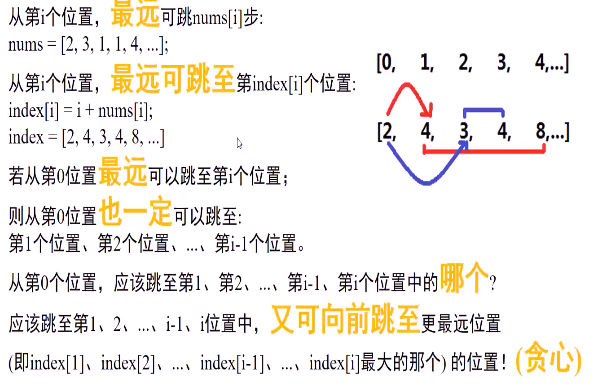 从第i个位置，最远可跳nums[i]步:
nums = [2, 3, 1, 1, 4, ...];
从第i个位置，最远可跳至第index[i]个位置:
index[i] = i + nums[i];
index = [2, 4, 3, 4, 8, ...]
[0, 1, 2, 3, 4,...]
[2, 4, 3, 4, 8,...]
若从第0位置最远可以跳至第i个位置；
则从第0位置也一定可以跳至:
第1个位置、第2个位置、...、第i-1个位置。
从第0个位置，应该跳至第1、第2、...、第i-1、第i个位置中的哪个?
应该跳至第1、2、...、i-1、i位置中，又可向前跳至更最远位置
(即index[1]、index[2]、...、index[i-1]、...、index[i]最大的那个) 的位置！(贪心)